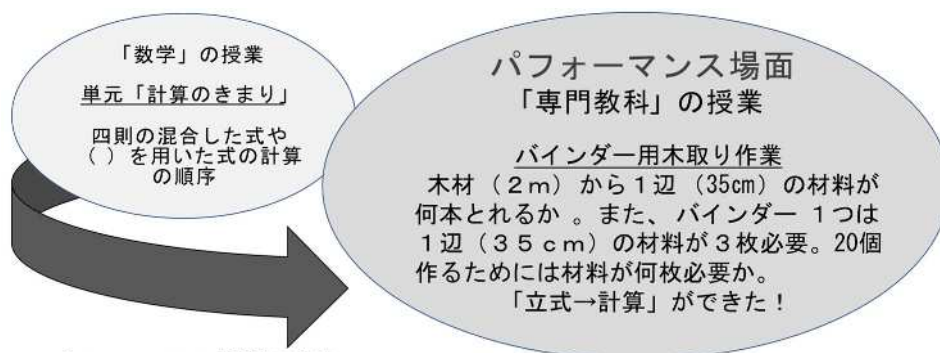 「数学」の授業
単元「計算のきまり」
四則の混合した式や
( ) を用いた式の計算
の順序
パフォーマンス場面
「専門教科」の授業
バインダー用木取り作業
木材 (2m) から1辺 (35cm) の材料が
何本とれるか 。また、 バインダー 1つは
1辺 (35cm) の材料が3枚必要。20個
作るためには材料が何枚必要か。
「立式→計算」ができた!